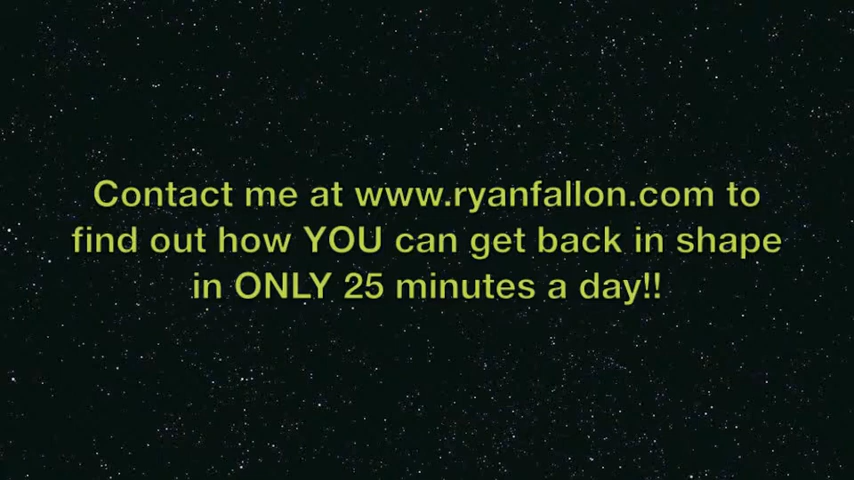 Contact me at www.ryanfallon.com to
find out how YOU can get back in shape
in ONLY 25 minutes a day!!